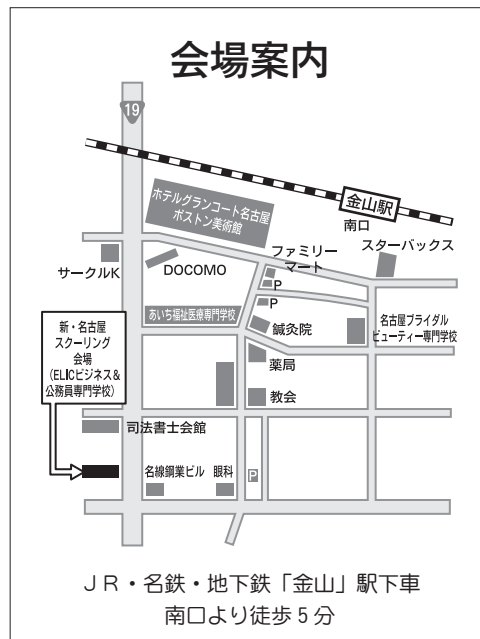 会場案内
19
金山駅
南口
ホテルグランコート名古屋
ボストン美術館
スターバックス
ファミリー
マート
サークルK
DOCOMO
P
P
あいち福祉医療専門学校
鍼灸院
名古屋ブライダル
ビューティー専門学校
新・名古屋
スクーリング
会場
(ELICビジネス&
公務員専門学校)
薬局
教会
司法書士会館
名線鋼業ビル
眼科
P
JR・名鉄・地下鉄「金山」駅下車
南口より徒歩5分